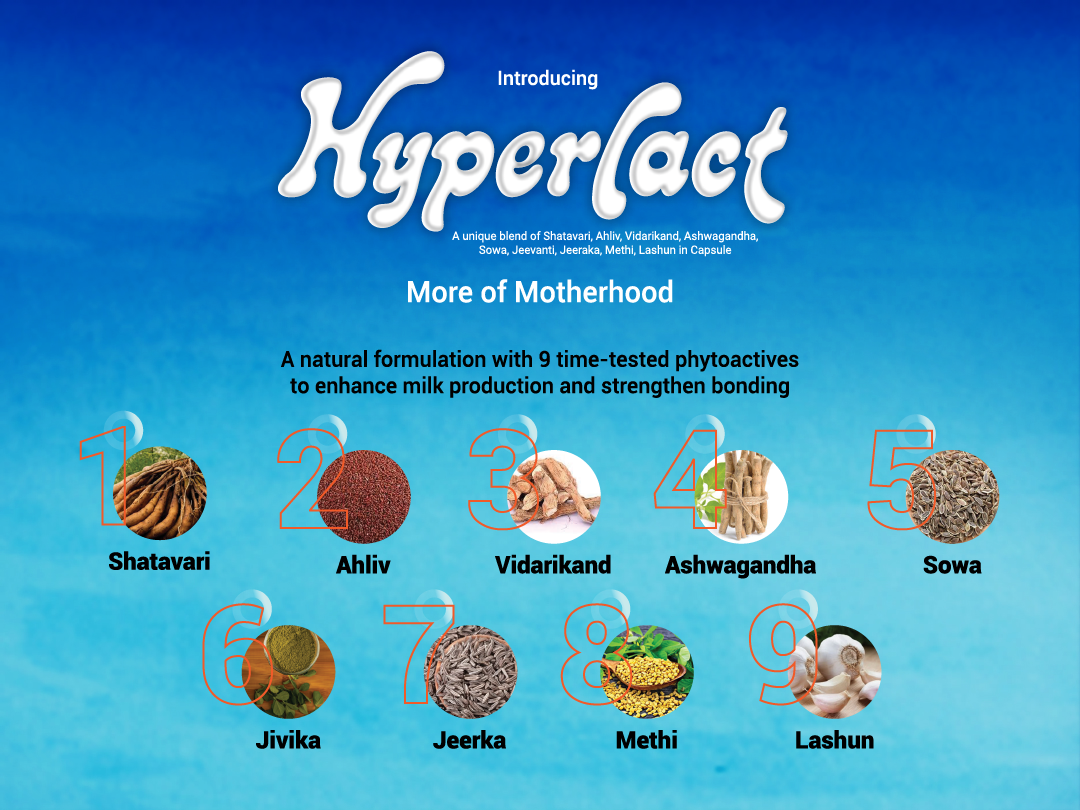 Introducing
Hyperlact
A unique blend of Shatavari, Ahliv, Vidarikand, Ashwagandha,
Sowa, Jeevanti, Jeeraka, Methi, Lashun in Capsule
More of Motherhood
A natural formulation with 9 time-tested phytoactives
to enhance milk production and strengthen bonding
1 2 3 4 5
Shatavari Ahliv Vidarikand Ashwagandha Sowa
6 7 8 9
Jivika Jeerka Methi Lashun